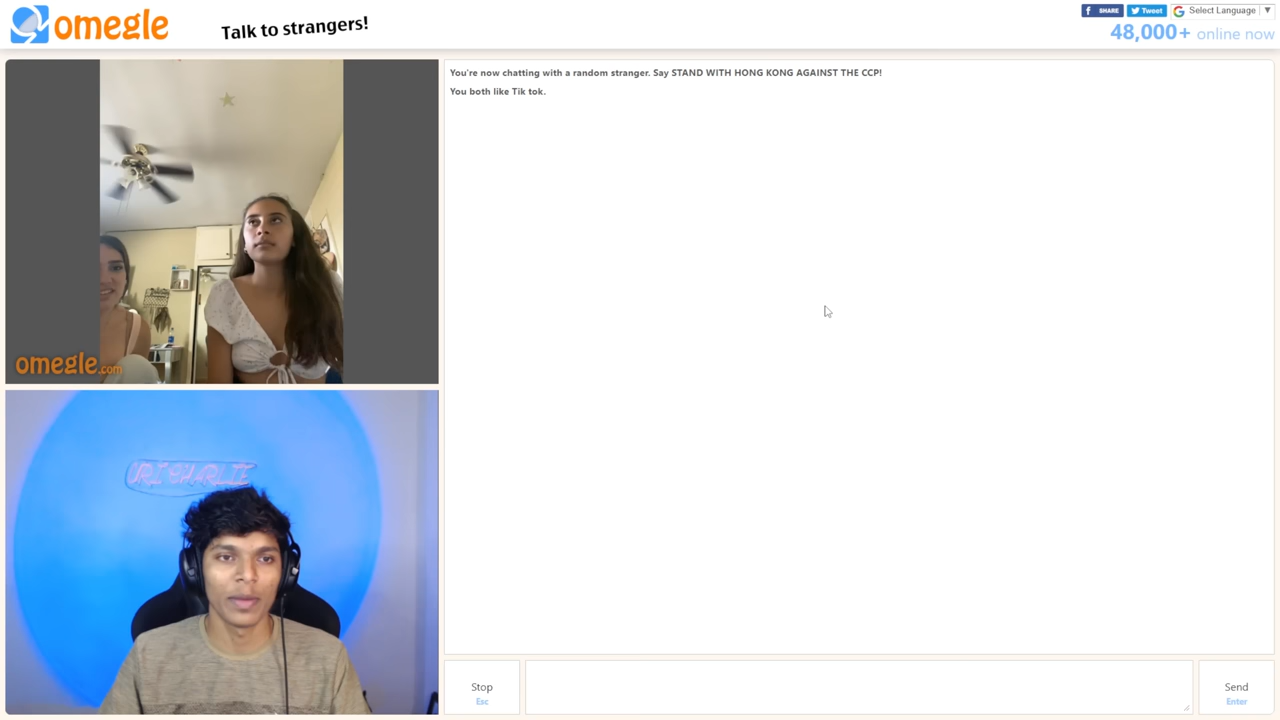 omegle
Talk to strangers!
f SHARE
Tweet
G Select Language ▼
48,000+ online now
You're now chatting with a random stranger. Say STAND WITH HONG KONG AGAINST THE CCP!
You both like Tik tok.
omegle.com
URI CHARLIE
Stop
Esc
Send
Enter